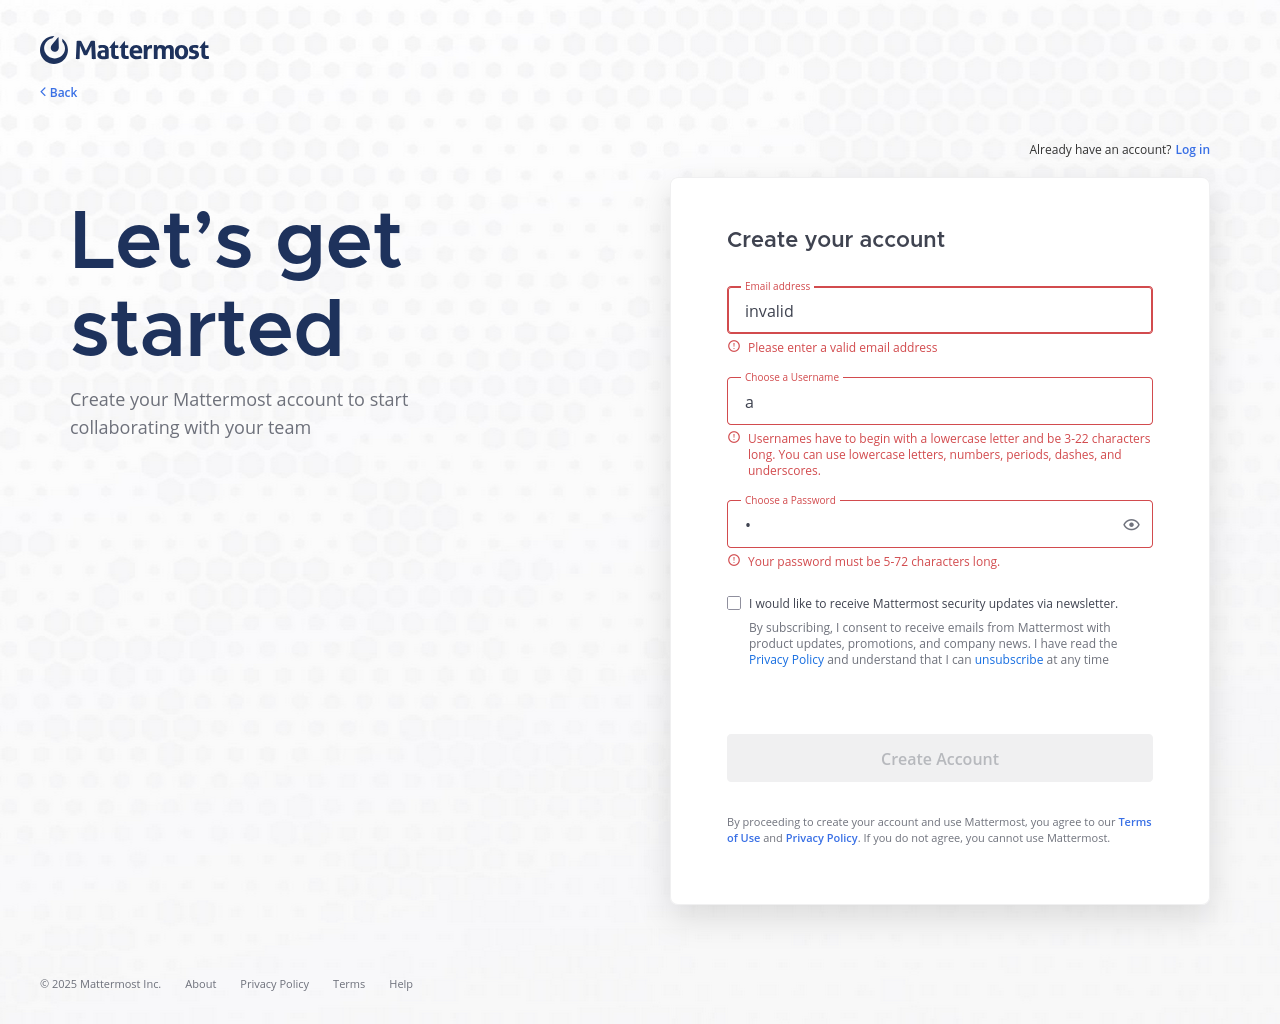 Mattermost
Back
Already have an account? Log in
Let’s get
started
Create your Mattermost account to start
collaborating with your team
Create your account
Email address
invalid
Please enter a valid email address
Choose a Username
a
Usernames have to begin with a lowercase letter and be 3-22 characters
long. You can use lowercase letters, numbers, periods, dashes, and
underscores.
Choose a Password
•
Your password must be 5-72 characters long.
I would like to receive Mattermost security updates via newsletter.
By subscribing, I consent to receive emails from Mattermost with
product updates, promotions, and company news. I have read the
Privacy Policy and understand that I can unsubscribe at any time
Create Account
By proceeding to create your account and use Mattermost, you agree to our Terms
of Use and Privacy Policy. If you do not agree, you cannot use Mattermost.
© 2025 Mattermost Inc. About Privacy Policy Terms Help